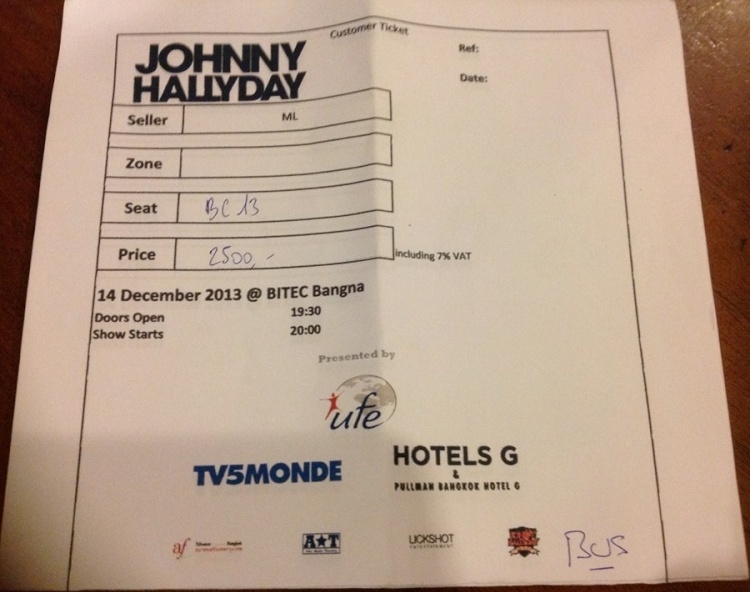 Customer Ticket
JOHNNY
HALLYDAY
Ref:
Date:
Seller ML
Zone
Seat BC 13
Price 2500,- including 7% VAT
14 December 2013 @ BITEC Bangna
Doors Open 19:30
Show Starts 20:00
Presented by
ufe
TV5MONDE
HOTELS G
&
PULLMAN BANGKOK HOTEL G
af
A★T
LICKSHOT
ENTERTAINMENT
BUS